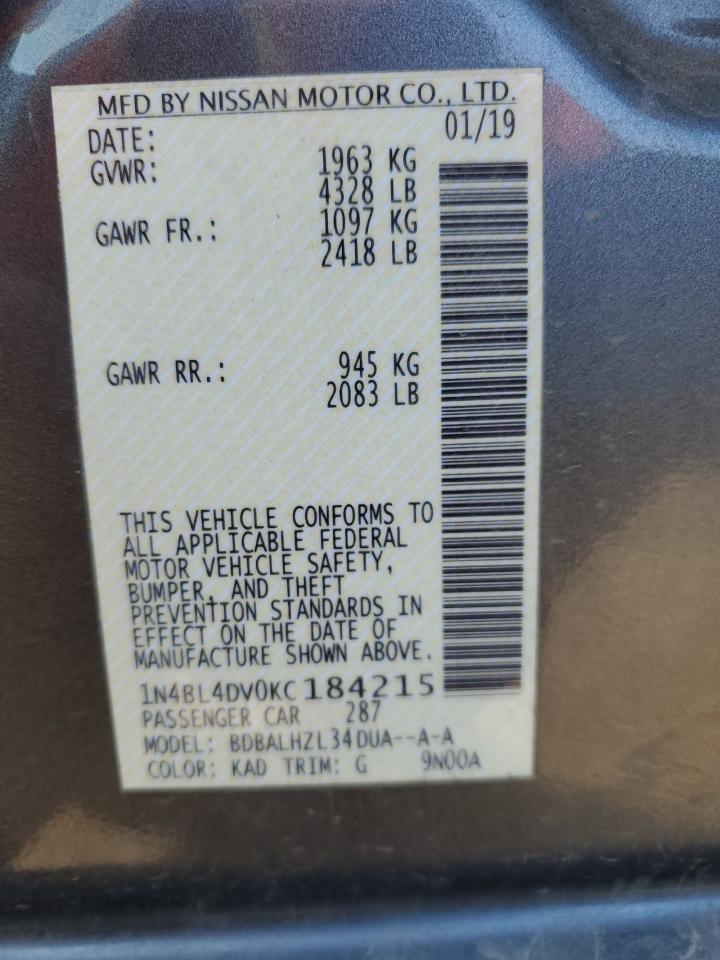 MFD BY NISSAN MOTOR CO., LTD.
DATE: 01/19
GVWR: 1963 KG
4328 LB
GAWR FR.: 1097 KG
2418 LB
GAWR RR.: 945 KG
2083 LB
THIS VEHICLE CONFORMS TO
ALL APPLICABLE FEDERAL
MOTOR VEHICLE SAFETY,
BUMPER, AND THEFT
PREVENTION STANDARDS IN
EFFECT ON THE DATE OF
MANUFACTURE SHOWN ABOVE.
1N4BL4DV0KC184215
PASSENGER CAR 287
MODEL: BDBALHZL34DUA--A-A
COLOR: KAD TRIM: G 9N00A